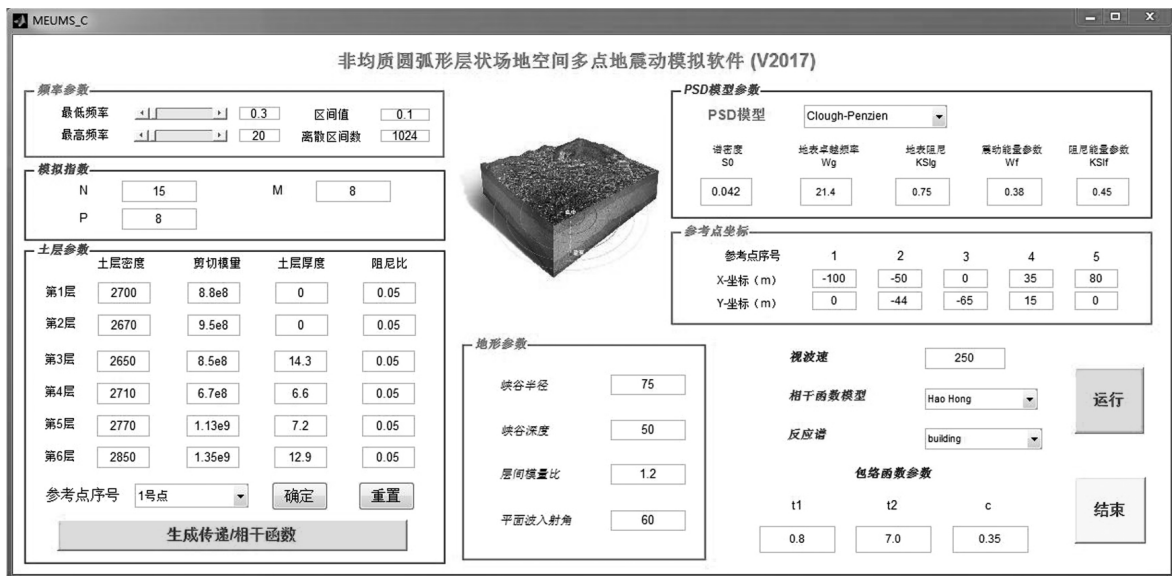 MEUMS_C
非均质圆弧形层状场地空间多点地震动模拟软件 (V2017)
频率参数
最低频率 0.3 区间值 0.1
最高频率 20 离散区间数 1024
模拟指数
N 15 M 8
P 8
土层参数
土层密度 剪切模量 土层厚度 阻尼比
第1层 2700 8.8e8 0 0.05
第2层 2670 9.5e8 0 0.05
第3层 2650 8.5e8 14.3 0.05
第4层 2710 6.7e8 6.6 0.05
第5层 2770 1.13e9 7.2 0.05
第6层 2850 1.35e9 12.9 0.05
参考点序号 1号点 确定 重置
生成传递/相干函数
地形参数
峡谷半径 75
峡谷深度 50
层间模量比 1.2
平面波入射角 60
PSD模型参数
PSD模型 Clough-Penzien
谱密度 地表卓越频率 地表阻尼 震动能量参数 阻尼能量参数
S0 Wg KSIg Wf KSIf
0.042 21.4 0.75 0.38 0.45
参考点坐标
参考点序号 1 2 3 4 5
X-坐标（m） -100 -50 0 35 80
Y-坐标（m） 0 -44 -65 15 0
视波速 250
相干函数模型 Hao Hong
反应谱 building
包络函数参数
t1 t2 c
0.8 7.0 0.35
运行
结束